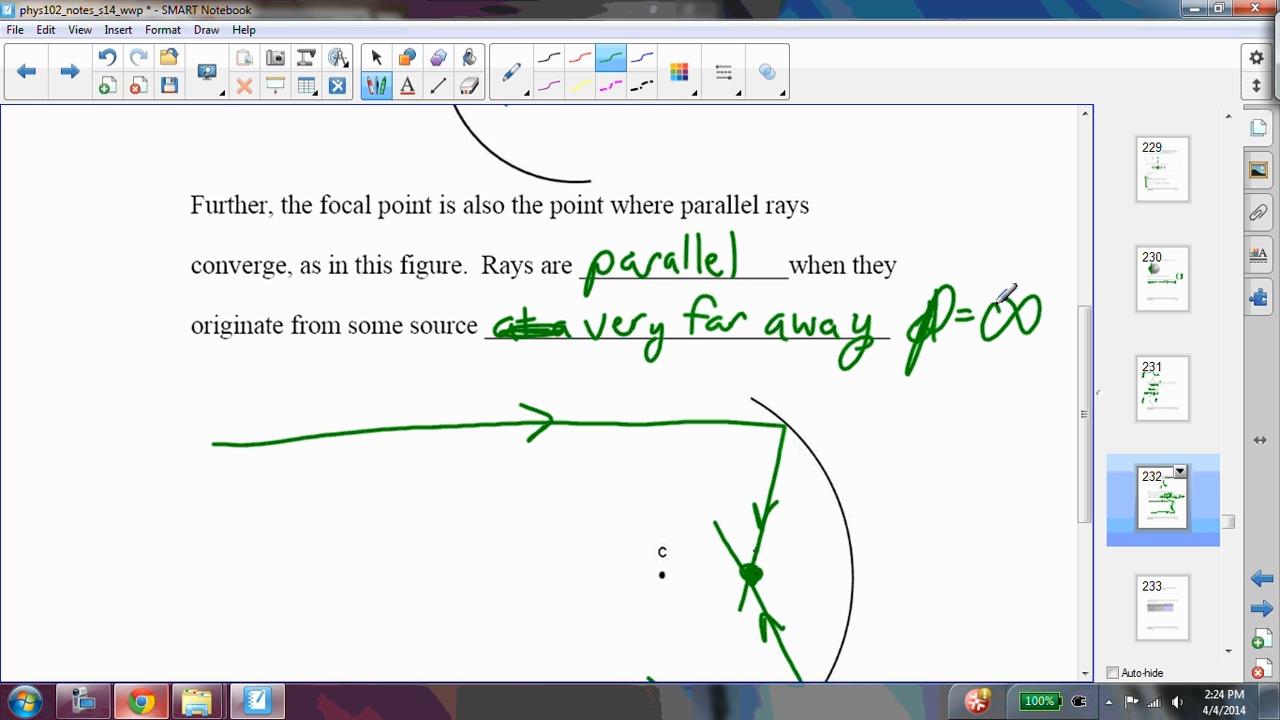 phys102_notes_s14_wwp * - SMART Notebook
File Edit View Insert Format Draw Help
Further, the focal point is also the point where parallel rays
converge, as in this figure. Rays are parallel when they
originate from some source very far away p=∞
c
229
230
231
232
233
Auto-hide
100%
2:24 PM
4/4/2014